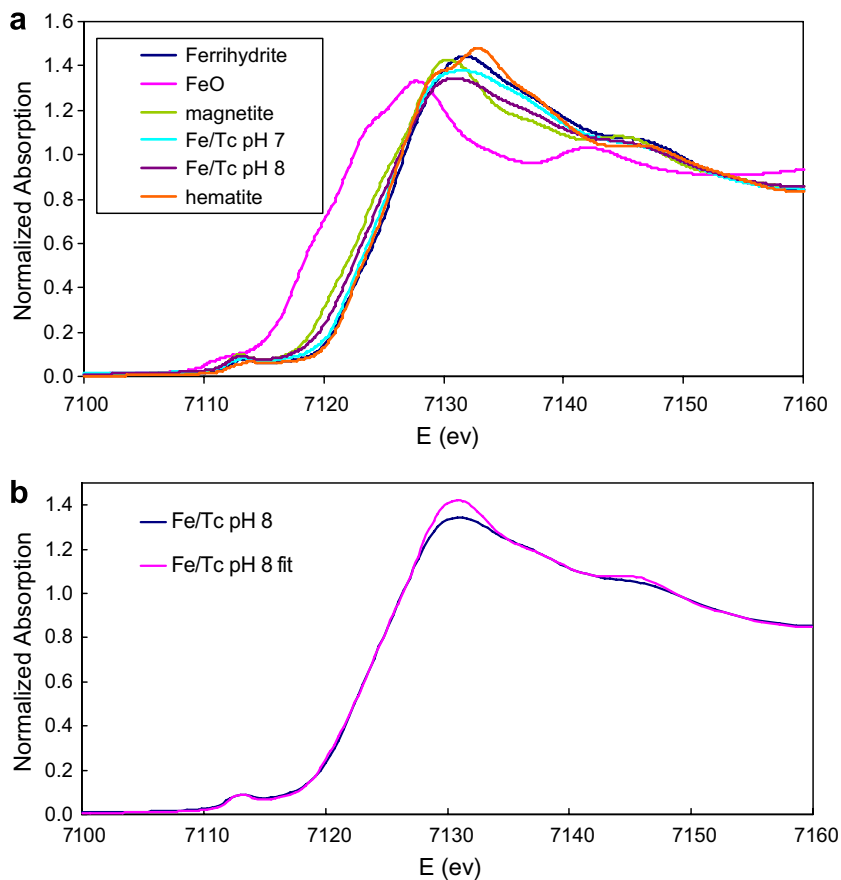 a
1.6
1.4
1.2
1.0
0.8
0.6
0.4
0.2
0.0
Normalized Absorption
Ferrihydrite
FeO
magnetite
Fe/Tc pH 7
Fe/Tc pH 8
hematite
7100 7110 7120 7130 7140 7150 7160
E (ev)
b
1.4
1.2
1.0
0.8
0.6
0.4
0.2
0.0
Normalized Absorption
Fe/Tc pH 8
Fe/Tc pH 8 fit
7100 7110 7120 7130 7140 7150 7160
E (ev)